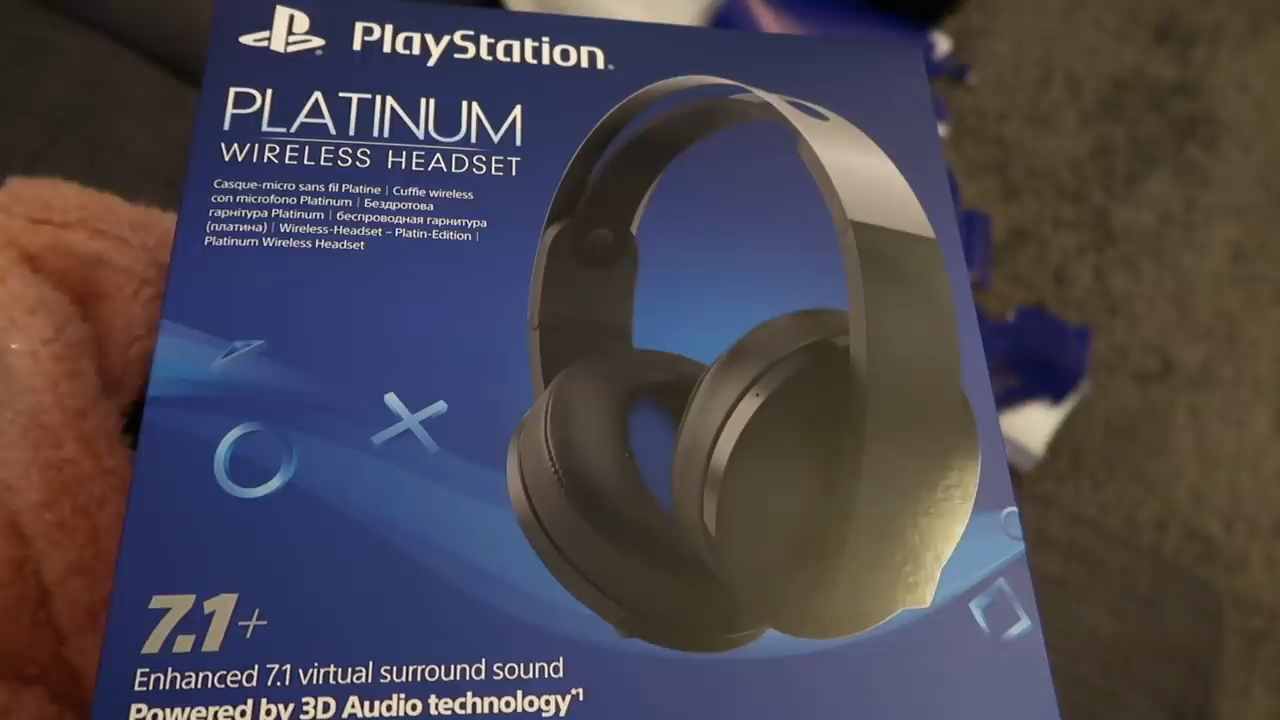 PlayStation
PLATINUM
WIRELESS HEADSET
Casque-micro sans fil Platine | Cuffie wireless
con microfono Platinum | Бездротова
гарнітура Platinum | беспроводная гарнитура
(платина) | Wireless-Headset – Platin-Edition |
Platinum Wireless Headset
7.1+
Enhanced 7.1 virtual surround sound
Powered by 3D Audio technology*1